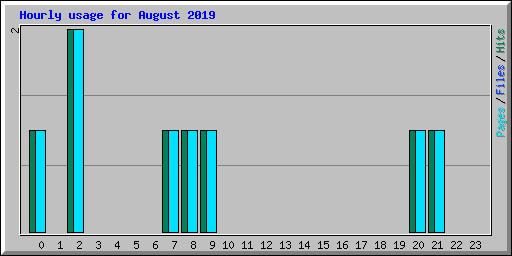 Hourly usage for August 2019
2
Pages/Files/Hits
0 1 2 3 4 5 6 7 8 9 10 11 12 13 14 15 16 17 18 19 20 21 22 23